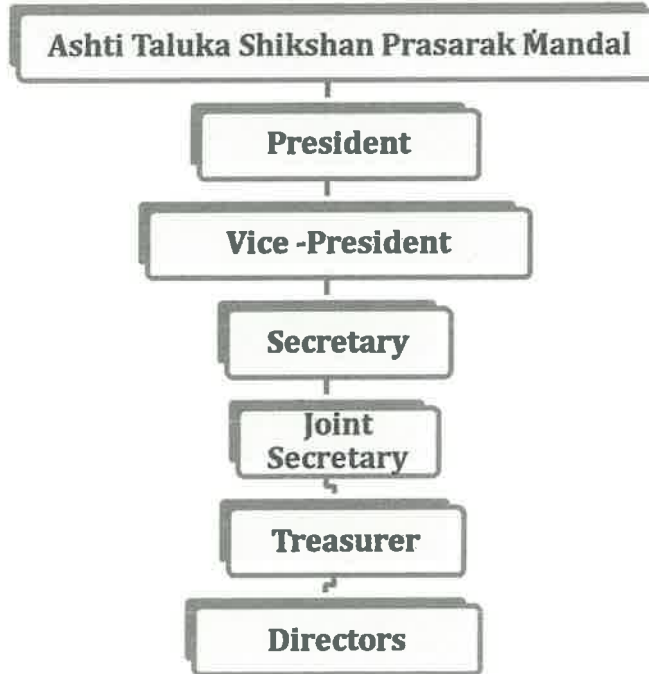 Ashti Taluka Shikshan Prasarak Mandal
President
Vice -President
Secretary
Joint
Secretary
Treasurer
Directors